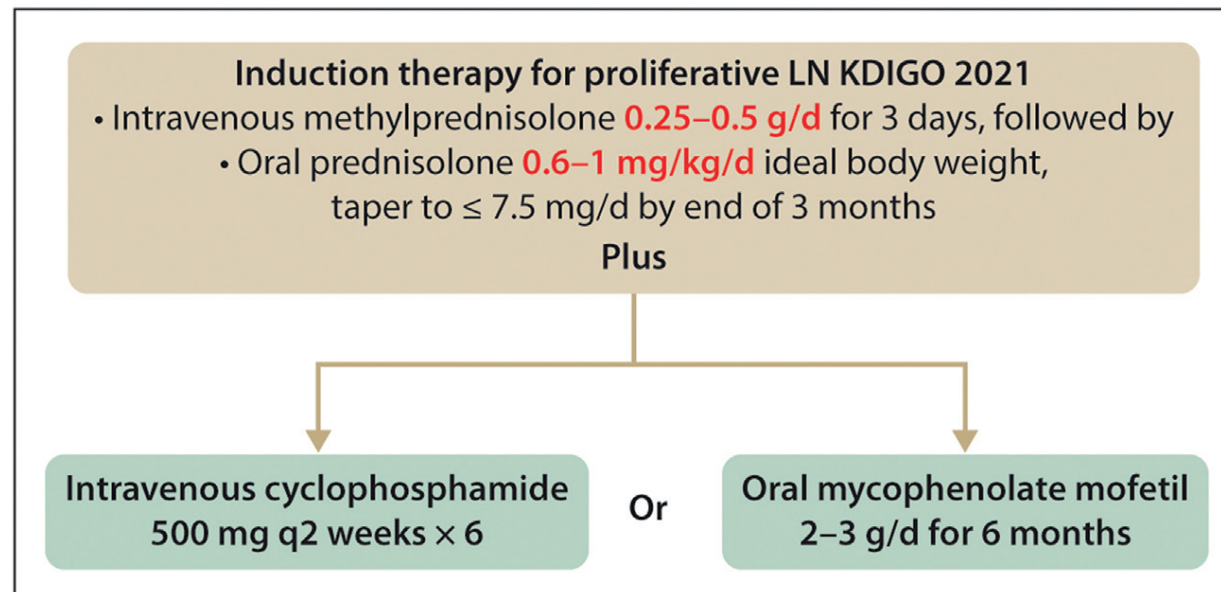 Induction therapy for proliferative LN KDIGO 2021
• Intravenous methylprednisolone 0.25–0.5 g/d for 3 days, followed by
• Oral prednisolone 0.6–1 mg/kg/d ideal body weight,
taper to ≤ 7.5 mg/d by end of 3 months
Plus
Intravenous cyclophosphamide
500 mg q2 weeks × 6
Or
Oral mycophenolate mofetil
2–3 g/d for 6 months